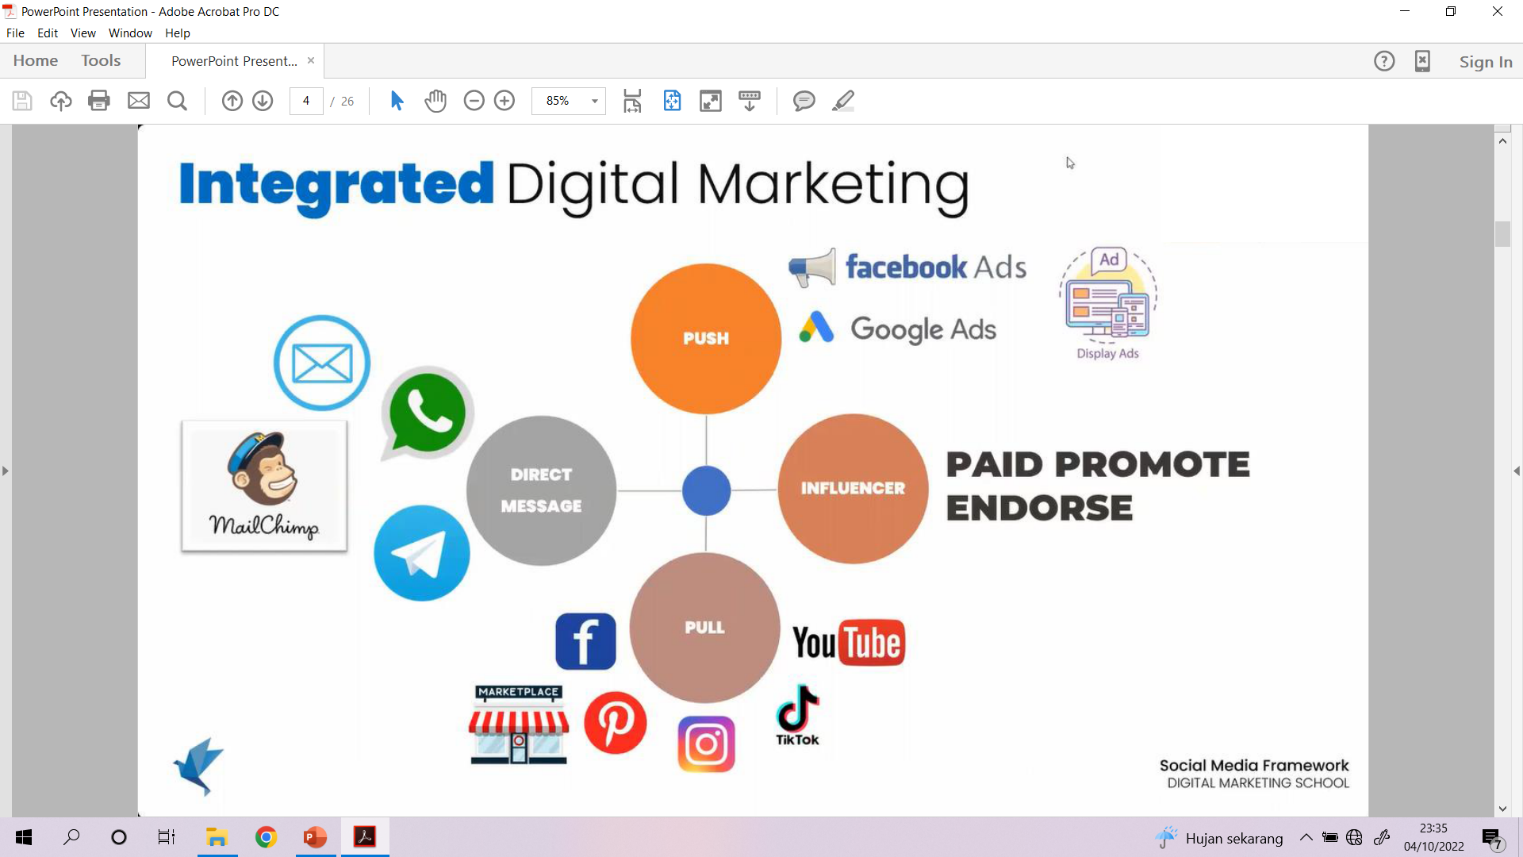 PowerPoint Presentation - Adobe Acrobat Pro DC
File Edit View Window Help
Home Tools PowerPoint Present... ×
? Sign In
4 / 26 85%
Integrated Digital Marketing
facebook Ads
Ad
Google Ads
Display Ads
PUSH
DIRECT
MESSAGE
INFLUENCER
PAID PROMOTE
ENDORSE
MailChimp
PULL
f
YouTube
MARKETPLACE
TikTok
Social Media Framework
DIGITAL MARKETING SCHOOL
Hujan sekarang
23:35
04/10/2022
7